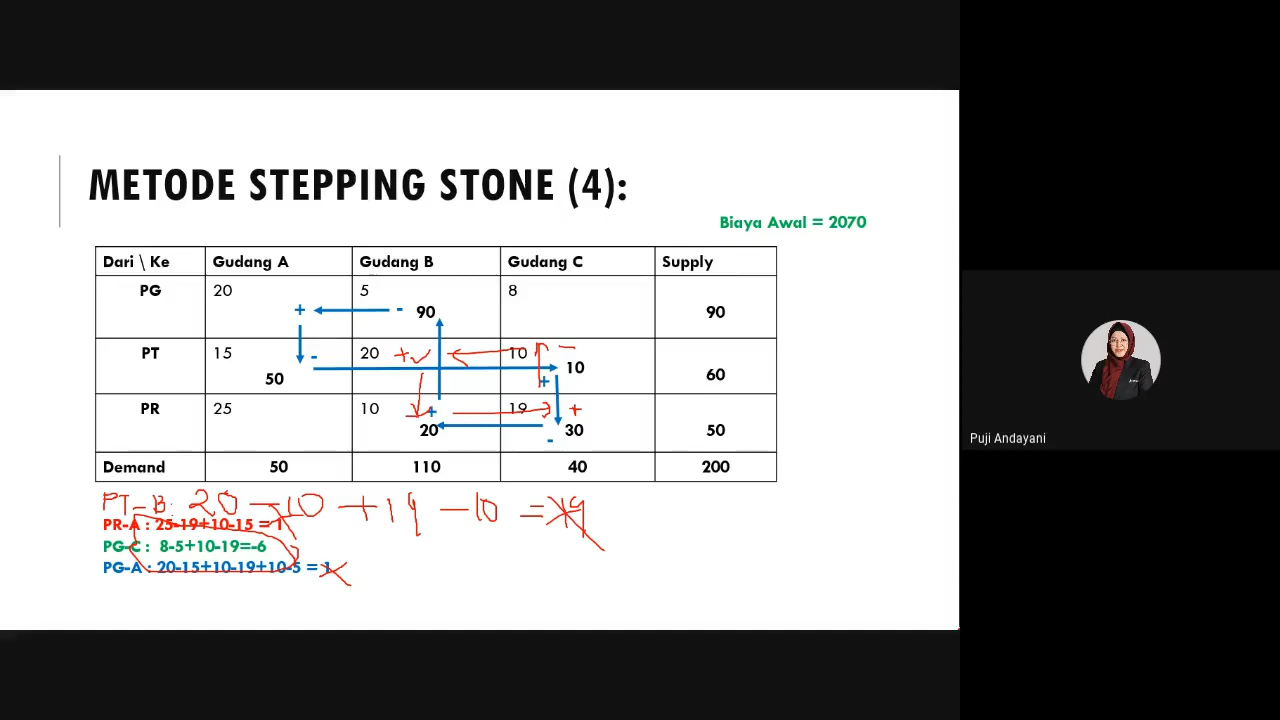 METODE STEPPING STONE (4):
Biaya Awal = 2070
Dari \ Ke Gudang A Gudang B Gudang C Supply
PG 20 5 8
+ - 90 90
PT 15 20 + 10 -
- 50 10 60
+
PR 25 10 19 +
- + 20 - 30 50
Demand 50 110 40 200
PT-B: 20 - 10 + 19 - 10 = 19
PR-A : 25-19+10-15 = 1
PG-C : 8-5+10-19=-6
PG-A : 20-15+10-19+10-5 = 1
Puji Andayani